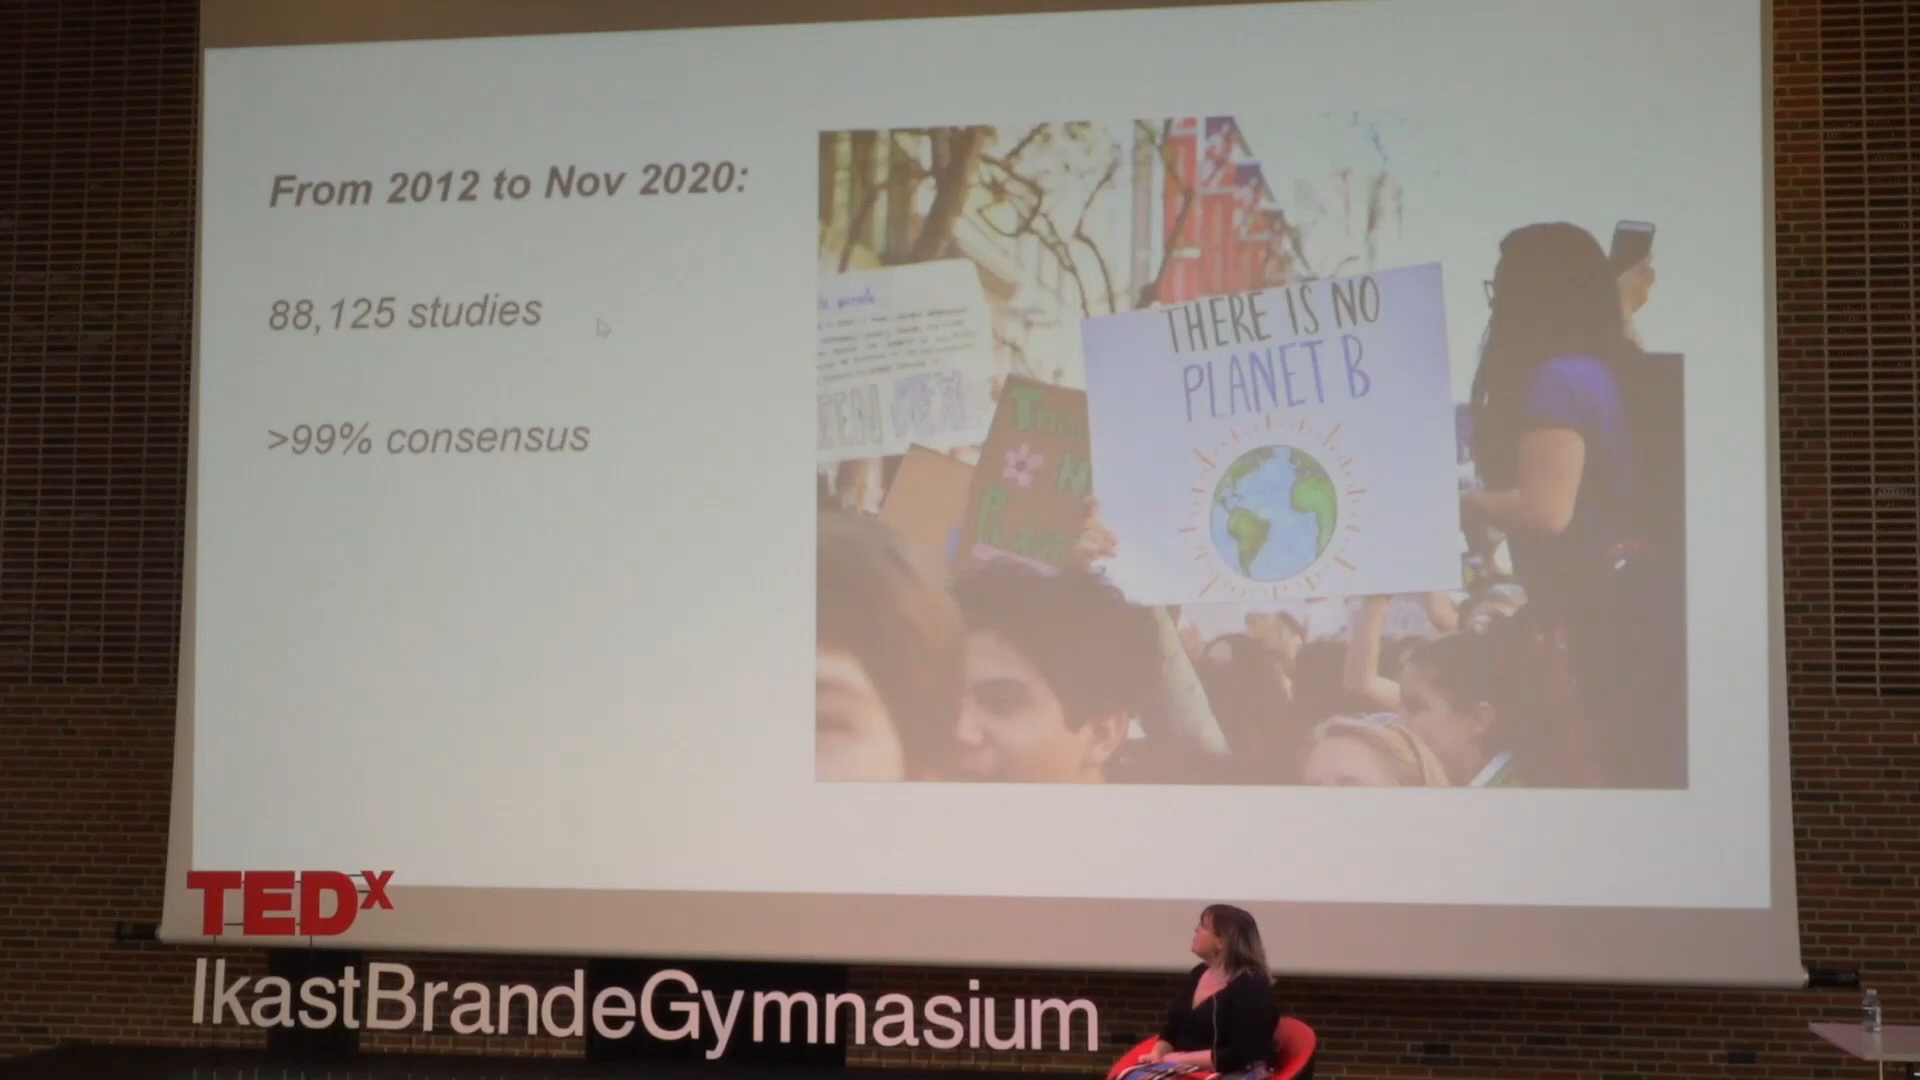 From 2012 to Nov 2020:
88,125 studies
>99% consensus
THERE IS NO
PLANET B
TEDx
IkastBrandeGymnasium